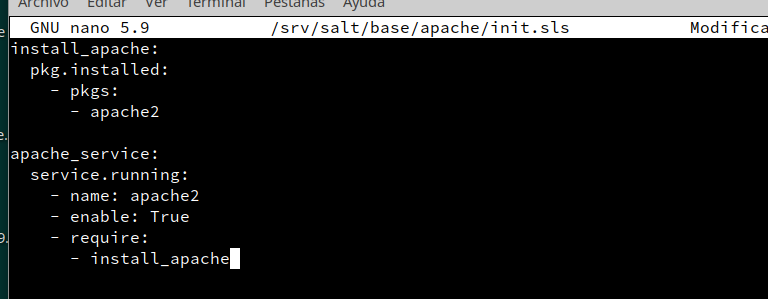 Archivo Editar Ver Terminal Pestañas Ayuda
GNU nano 5.9 /srv/salt/base/apache/init.sls Modifica
install_apache:
  pkg.installed:
    - pkgs:
      - apache2

apache_service:
  service.running:
    - name: apache2
    - enable: True
    - require:
      - install_apache